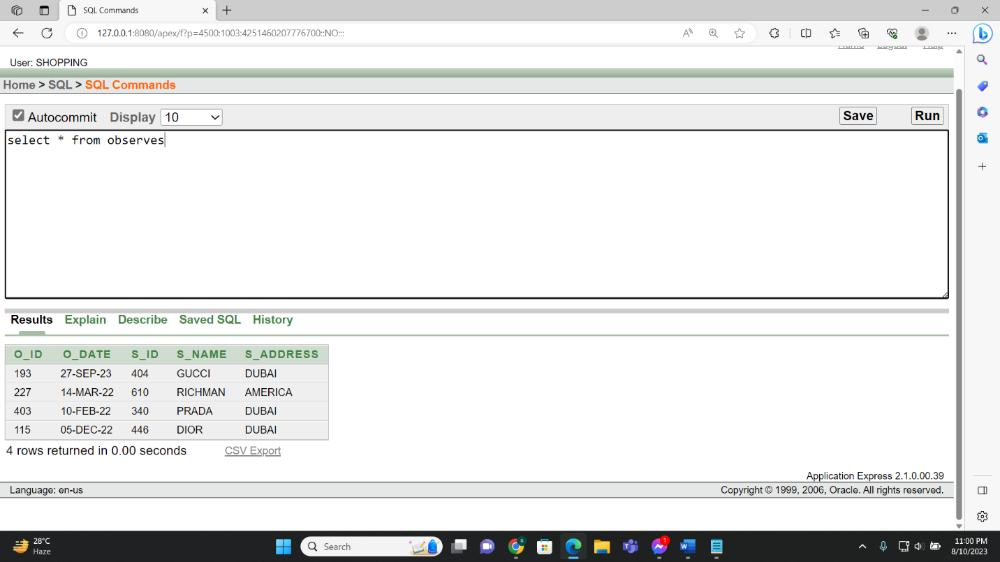 SQL Commands
127.0.0.1:8080/apex/f?p=4500:1003:4251460207776700::NO:::
Home Logout Help
User: SHOPPING
Home > SQL > SQL Commands
Autocommit Display 10 Save Run
select * from observes
Results Explain Describe Saved SQL History
O_ID O_DATE S_ID S_NAME S_ADDRESS
193 27-SEP-23 404 GUCCI DUBAI
227 14-MAR-22 610 RICHMAN AMERICA
403 10-FEB-22 340 PRADA DUBAI
115 05-DEC-22 446 DIOR DUBAI
4 rows returned in 0.00 seconds CSV Export
Application Express 2.1.0.00.39
Language: en-us Copyright © 1999, 2006, Oracle. All rights reserved.
28°C
Haze
Search
1
11:00 PM
8/10/2023